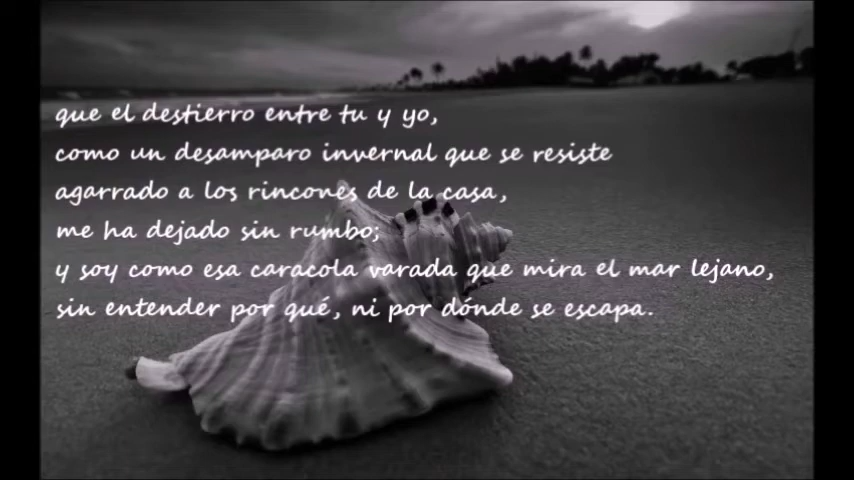 que el destierro entre tu y yo,
como un desamparo invernal que se resiste
agarrado a los rincones de la casa,
me ha dejado sin rumbo;
y soy como esa caracola varada que mira el mar lejano,
sin entender por qué, ni por dónde se escapa.